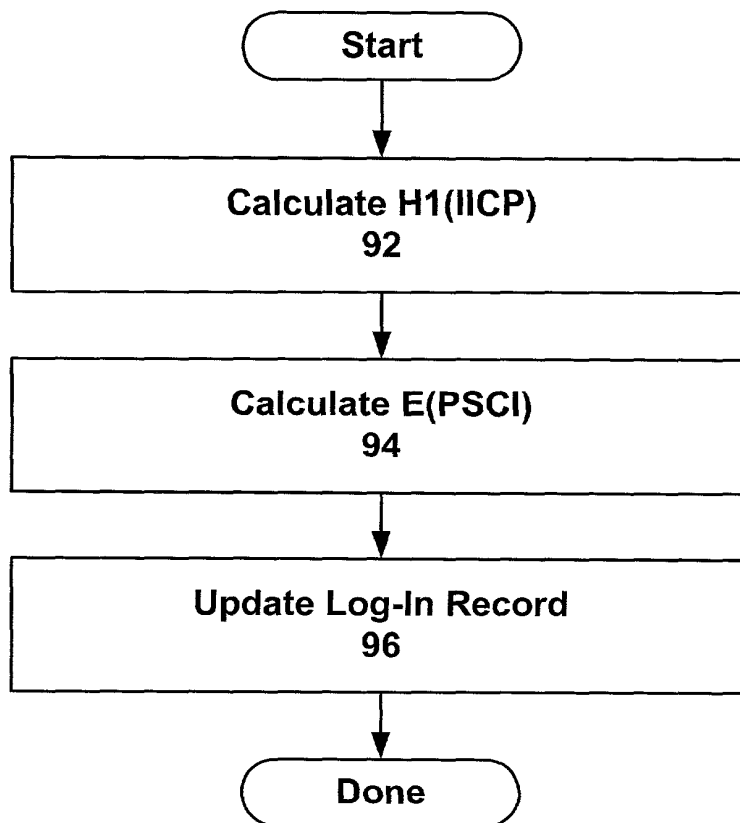 Start
Calculate H1(IICP)
92
Calculate E(PSCI)
94
Update Log-In Record
96
Done